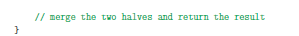 // merge the two halves and return the result
}